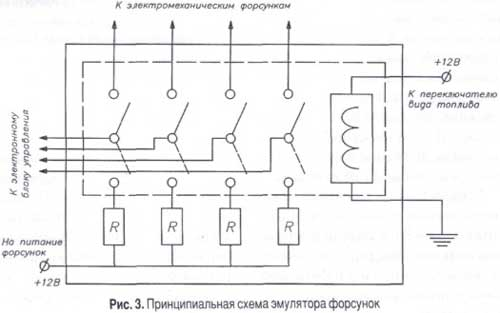 К электромеханическим форсункам
+12В
К переключателю
вида топлива
К электронному
блоку управления
R R R R
На питание
форсунок
+12В
Рис. 3. Принципиальная схема эмулятора форсунок